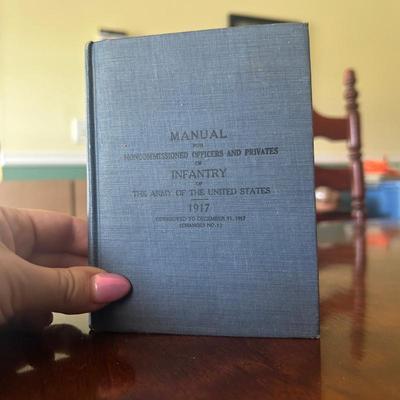 MANUAL
FOR
NONCOMMISSIONED OFFICERS AND PRIVATES
OF
INFANTRY
OF
THE ARMY OF THE UNITED STATES
1917
CORRECTED TO DECEMBER 31, 1917
(CHANGES NO. 1)